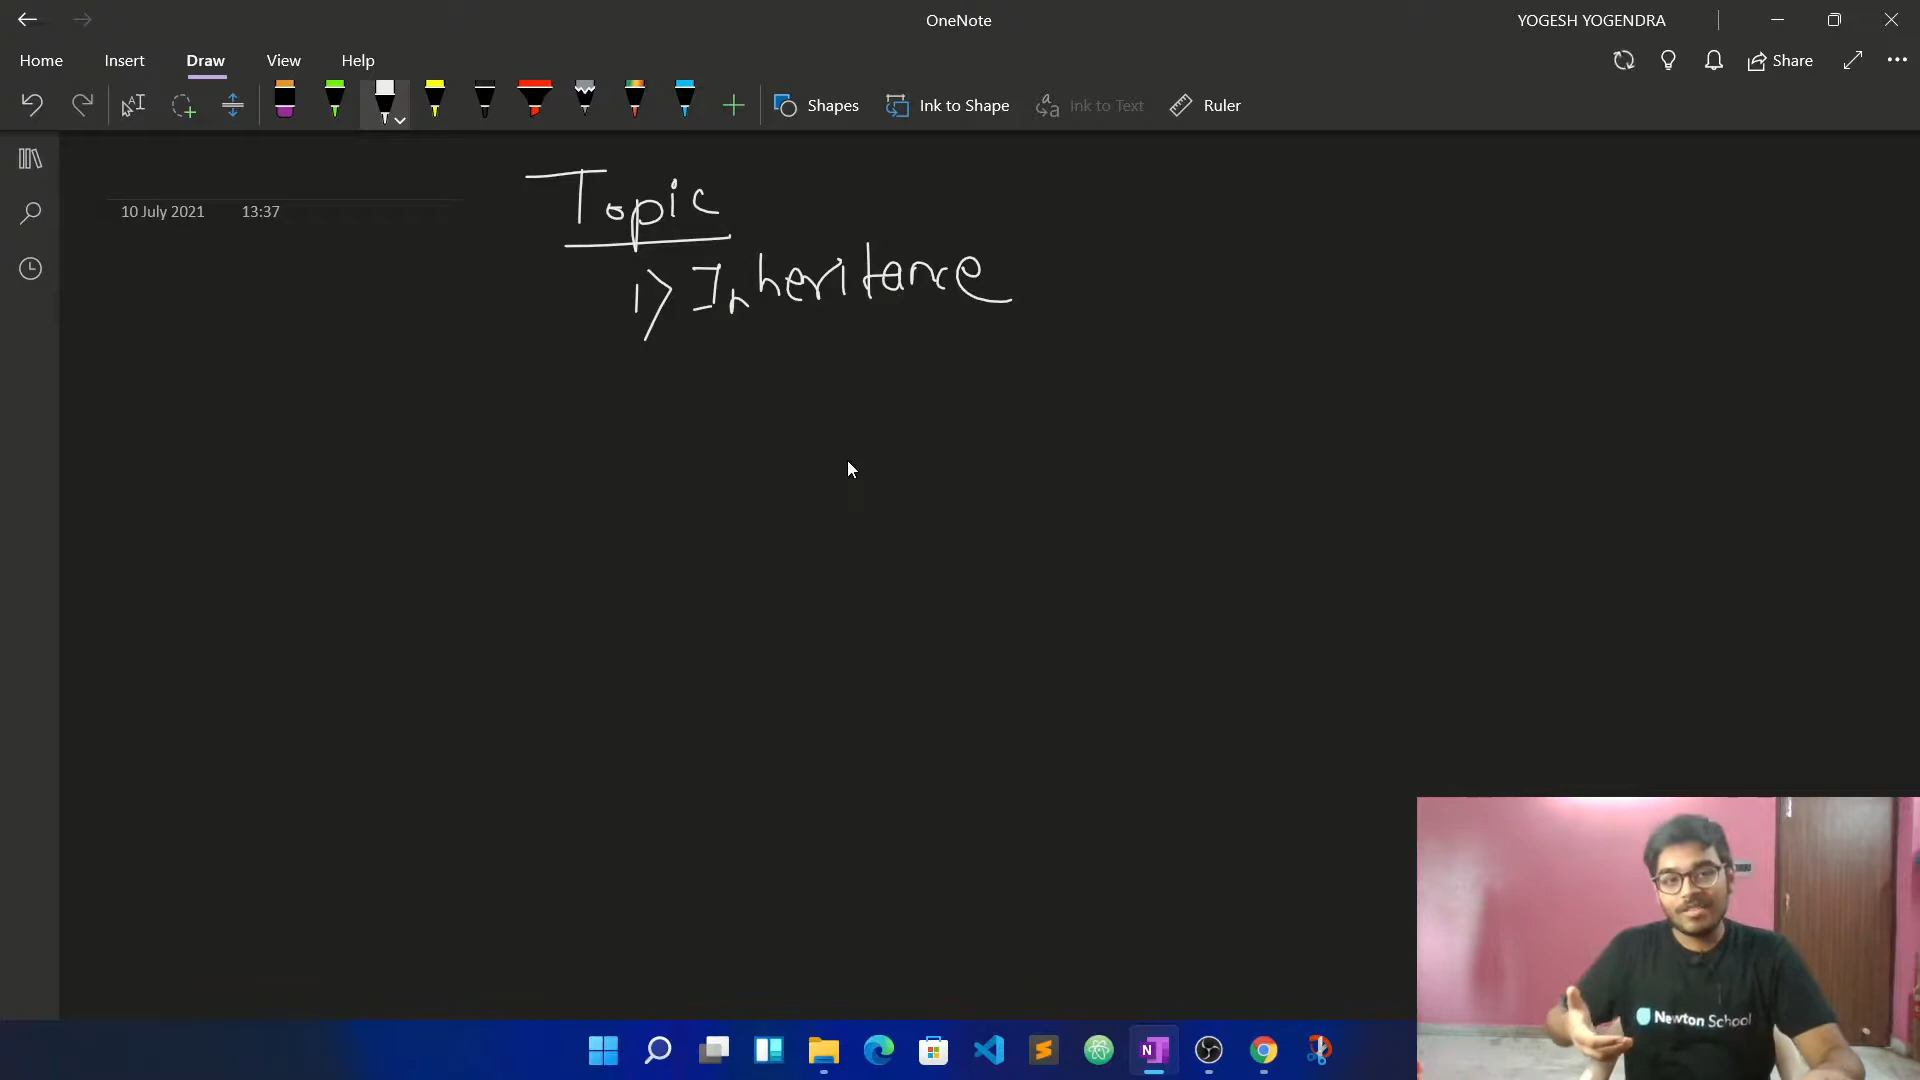 OneNote
YOGESH YOGENDRA
Home Insert Draw View Help
Share
Shapes Ink to Shape Ink to Text Ruler
10 July 2021 13:37
Topic
1> Inheritance
Newton School